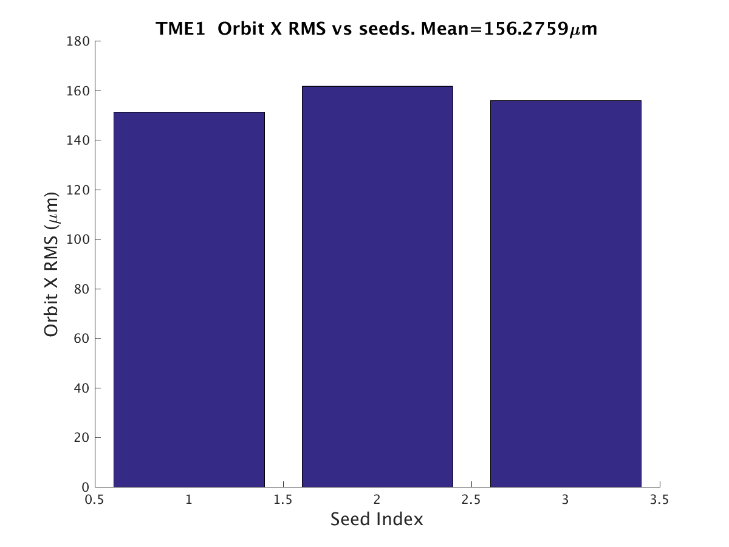 TME1  Orbit X RMS vs seeds. Mean=156.2759μm
180
160
140
120
100
80
60
40
20
0
Orbit X RMS (μm)
0.5 1 1.5 2 2.5 3 3.5
Seed Index